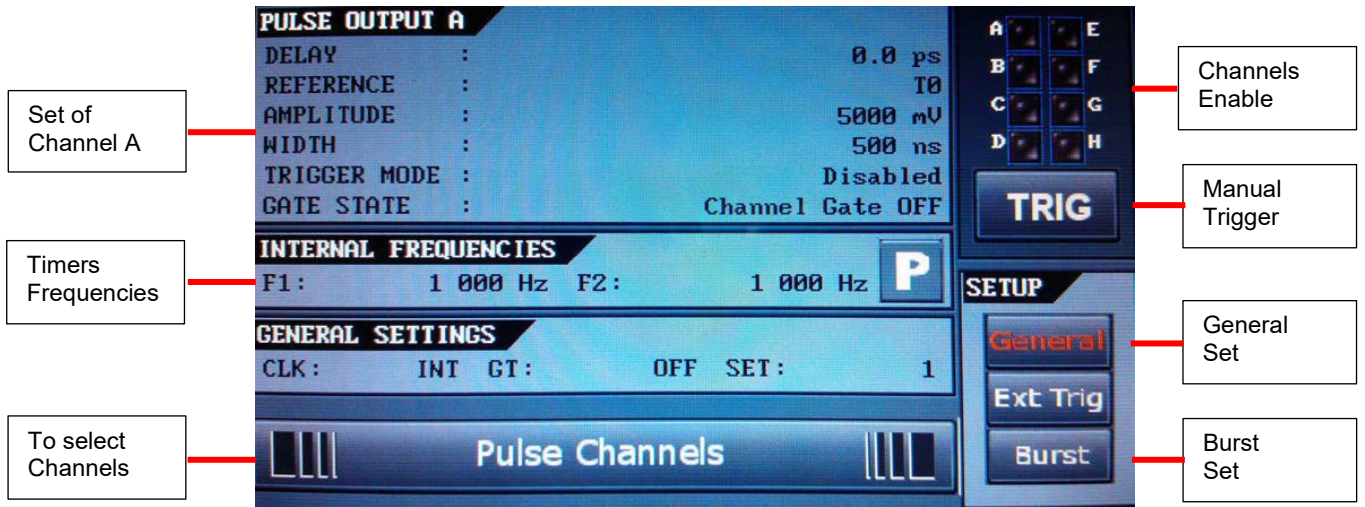 Set of
Channel A
Timers
Frequencies
To select
Channels
PULSE OUTPUT A
DELAY : 0.0 ps
REFERENCE : T0
AMPLITUDE : 5000 mV
WIDTH : 500 ns
TRIGGER MODE : Disabled
GATE STATE : Channel Gate OFF
INTERNAL FREQUENCIES
F1: 1 000 Hz F2: 1 000 Hz
P
GENERAL SETTINGS
CLK: INT GT: OFF SET: 1
Pulse Channels
A E
B F
C G
D H
TRIG
SETUP
General
Ext Trig
Burst
Channels
Enable
Manual
Trigger
General
Set
Burst
Set